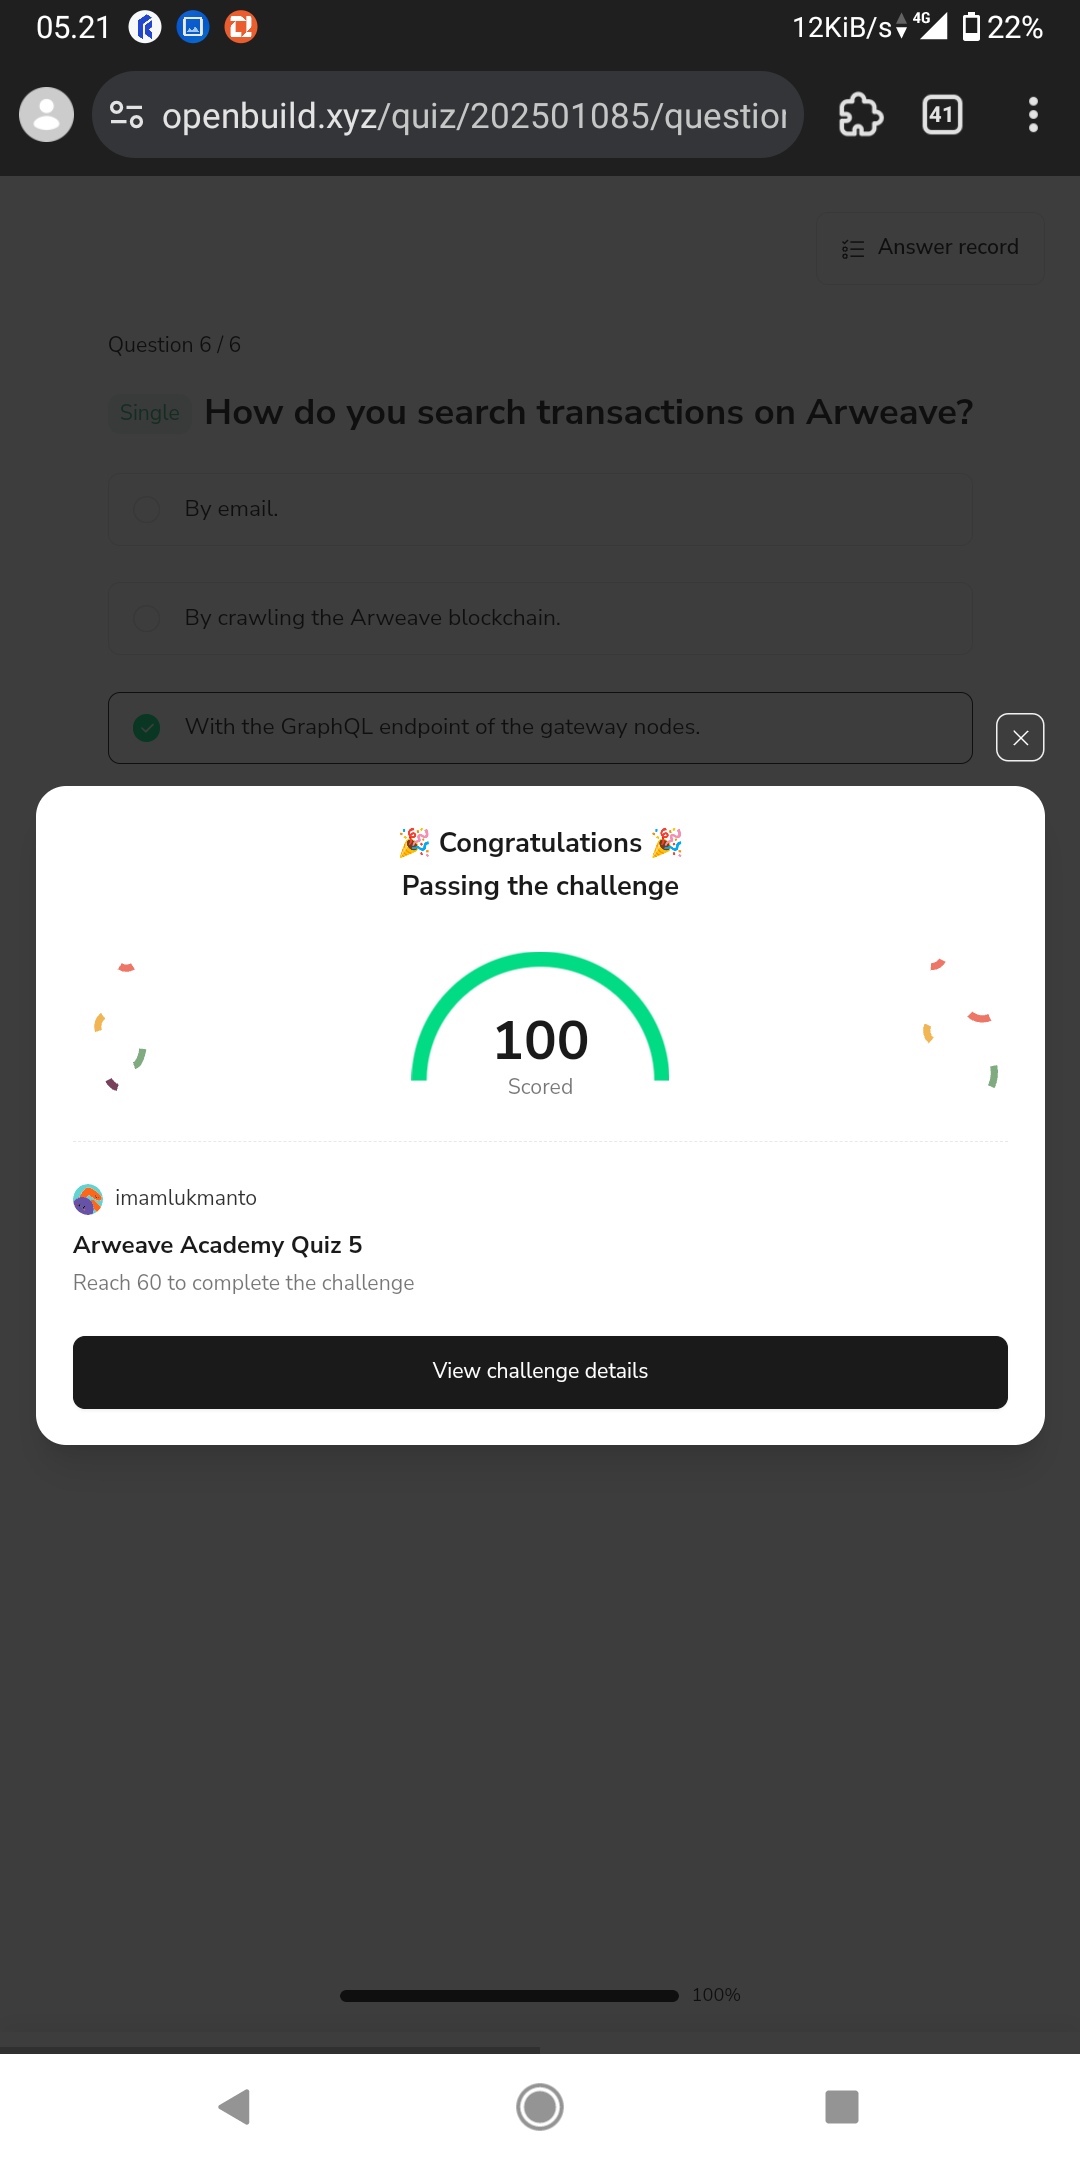 05.21
12KiB/s 4G 22%
openbuild.xyz/quiz/202501085/question
41
Answer record
Question 6 / 6
Single How do you search transactions on Arweave?
By email.
By crawling the Arweave blockchain.
With the GraphQL endpoint of the gateway nodes.
🎉 Congratulations 🎉
Passing the challenge
100
Scored
imamlukmanto
Arweave Academy Quiz 5
Reach 60 to complete the challenge
View challenge details
100%